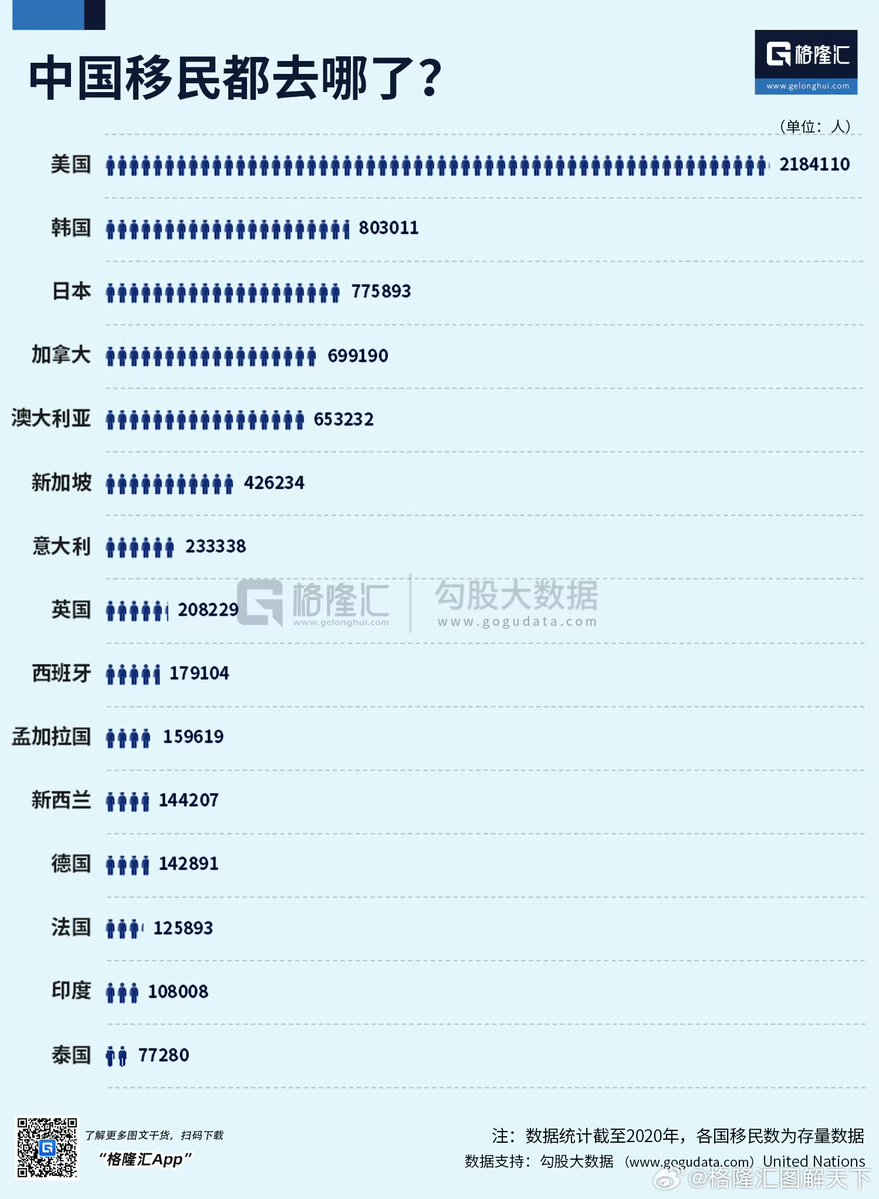 中国移民都去哪了?
格隆汇
www.gelonghui.com
（单位：人）
美国 2184110
韩国 803011
日本 775893
加拿大 699190
澳大利亚 653232
新加坡 426234
意大利 233338
英国 208229
格隆汇 勾股大数据
www.gelonghui.com www.gogudata.com
西班牙 179104
孟加拉国 159619
新西兰 144207
德国 142891
法国 125893
印度 108008
泰国 77280
了解更多图文干货，扫码下载
“格隆汇App”
注：数据统计截至2020年，各国移民数为存量数据
数据支持：勾股大数据（www.gogudata.com）United Nations
@格隆汇图解天下